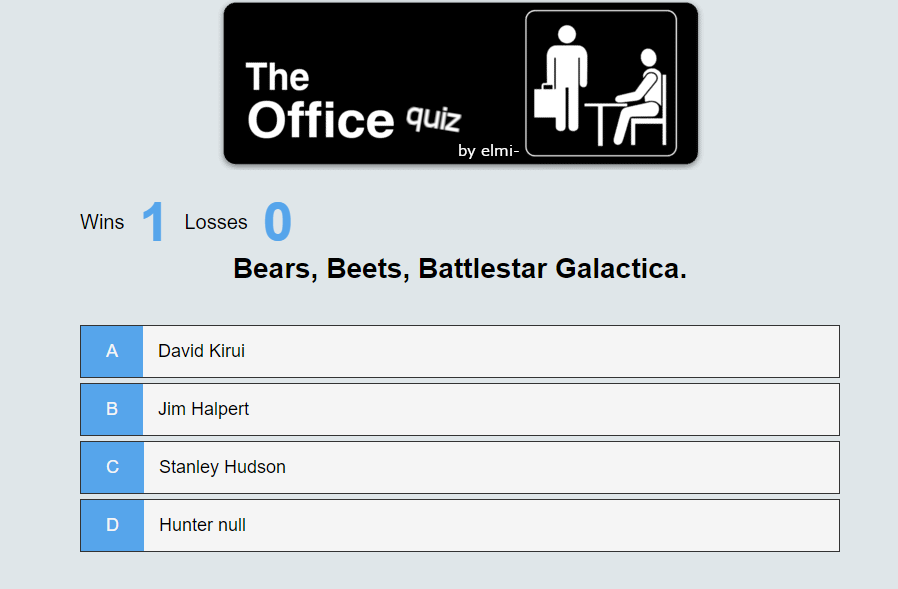 The
Office quiz
by elmi-
Wins 1 Losses 0
Bears, Beets, Battlestar Galactica.
A David Kirui
B Jim Halpert
C Stanley Hudson
D Hunter null